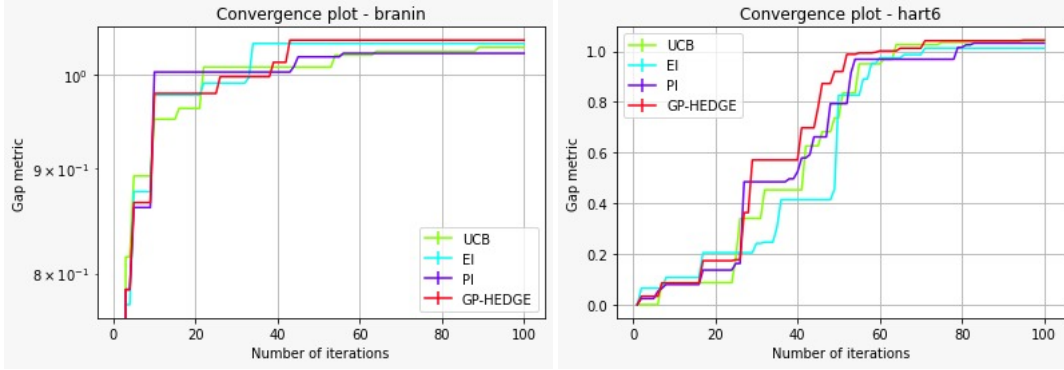 Convergence plot - branin
Gap metric
10⁰
9 × 10⁻¹
8 × 10⁻¹
UCB
EI
PI
GP-HEDGE
0 20 40 60 80 100
Number of iterations
Convergence plot - hart6
Gap metric
1.0
0.8
0.6
0.4
0.2
0.0
UCB
EI
PI
GP-HEDGE
0 20 40 60 80 100
Number of iterations